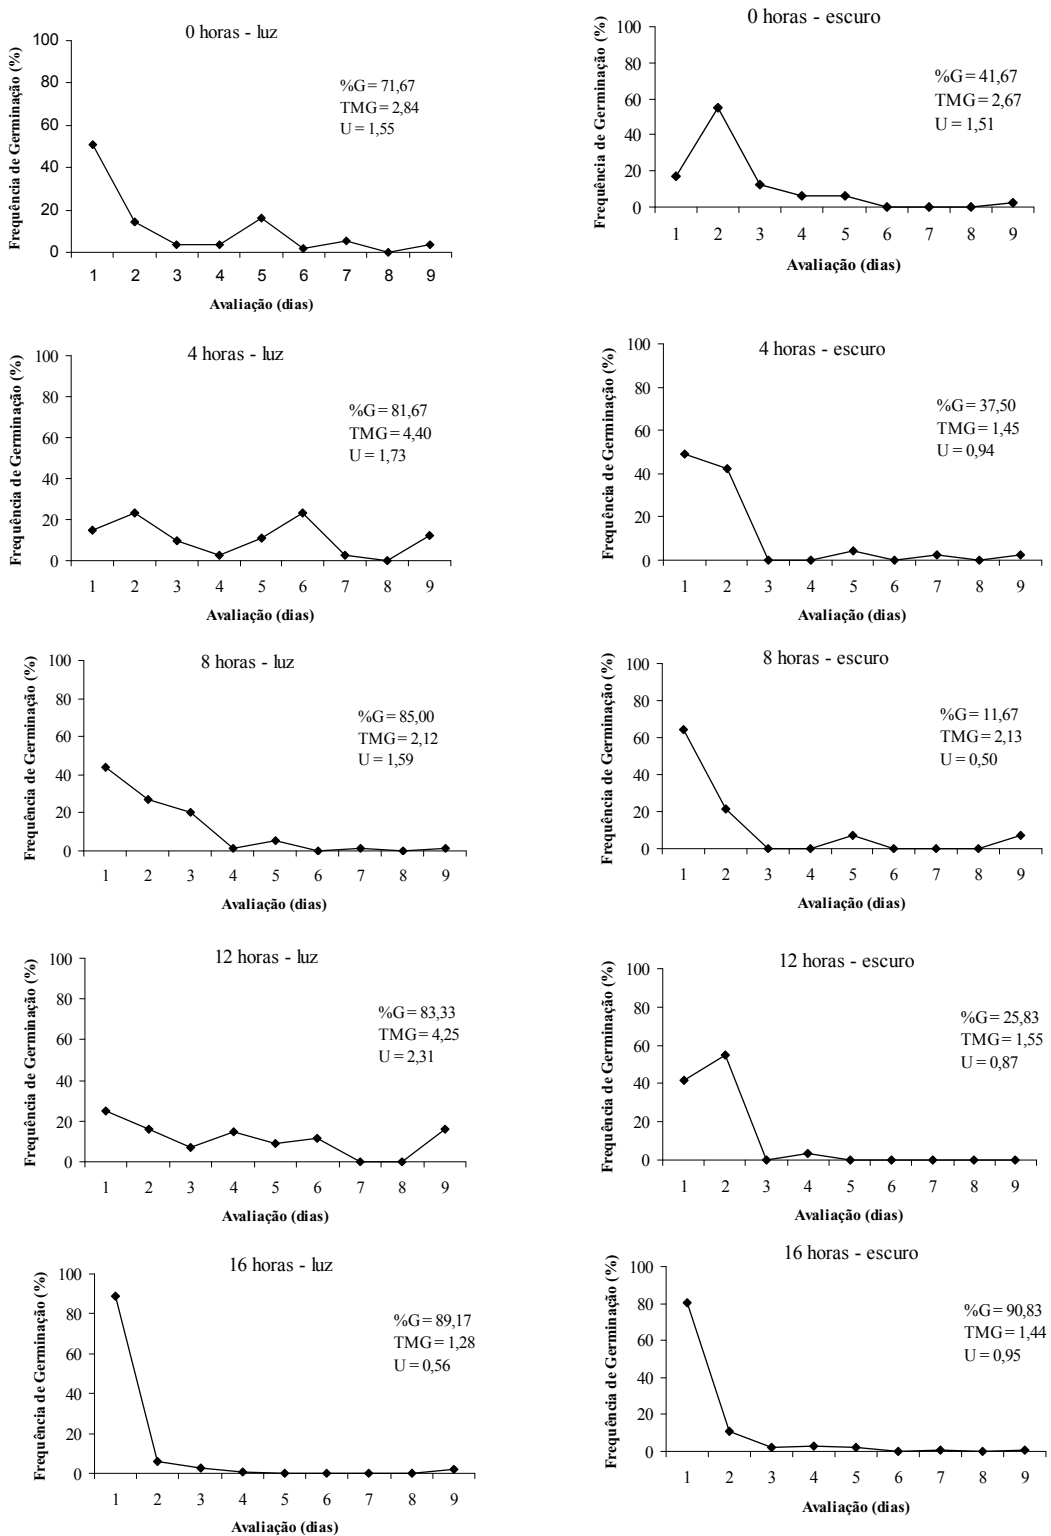 0 horas - luz
Frequência de Germinação (%)
100
80
60
40
20
0
%G = 71,67
TMG = 2,84
U = 1,55
1 2 3 4 5 6 7 8 9
Avaliação (dias)
0 horas - escuro
Frequência de Germinação (%)
100
80
60
40
20
0
%G = 41,67
TMG = 2,67
U = 1,51
1 2 3 4 5 6 7 8 9
Avaliação (dias)
4 horas - luz
Frequência de Germinação (%)
100
80
60
40
20
0
%G = 81,67
TMG = 4,40
U = 1,73
1 2 3 4 5 6 7 8 9
Avaliação (dias)
4 horas - escuro
Frequência de Germinação (%)
100
80
60
40
20
0
%G = 37,50
TMG = 1,45
U = 0,94
1 2 3 4 5 6 7 8 9
Avaliação (dias)
8 horas - luz
Frequência de Germinação (%)
100
80
60
40
20
0
%G = 85,00
TMG = 2,12
U = 1,59
1 2 3 4 5 6 7 8 9
Avaliação (dias)
8 horas - escuro
Frequência de Germinação (%)
100
80
60
40
20
0
%G = 11,67
TMG = 2,13
U = 0,50
1 2 3 4 5 6 7 8 9
Avaliação (dias)
12 horas - luz
Frequência de Germinação (%)
100
80
60
40
20
0
%G = 83,33
TMG = 4,25
U = 2,31
1 2 3 4 5 6 7 8 9
Avaliação (dias)
12 horas - escuro
Frequência de Germinação (%)
100
80
60
40
20
0
%G = 25,83
TMG = 1,55
U = 0,87
1 2 3 4 5 6 7 8 9
Avaliação (dias)
16 horas - luz
Frequência de Germinação (%)
100
80
60
40
20
0
%G = 89,17
TMG = 1,28
U = 0,56
1 2 3 4 5 6 7 8 9
Avaliação (dias)
16 horas - escuro
Frequência de Germinação (%)
100
80
60
40
20
0
%G = 90,83
TMG = 1,44
U = 0,95
1 2 3 4 5 6 7 8 9
Avaliação (dias)